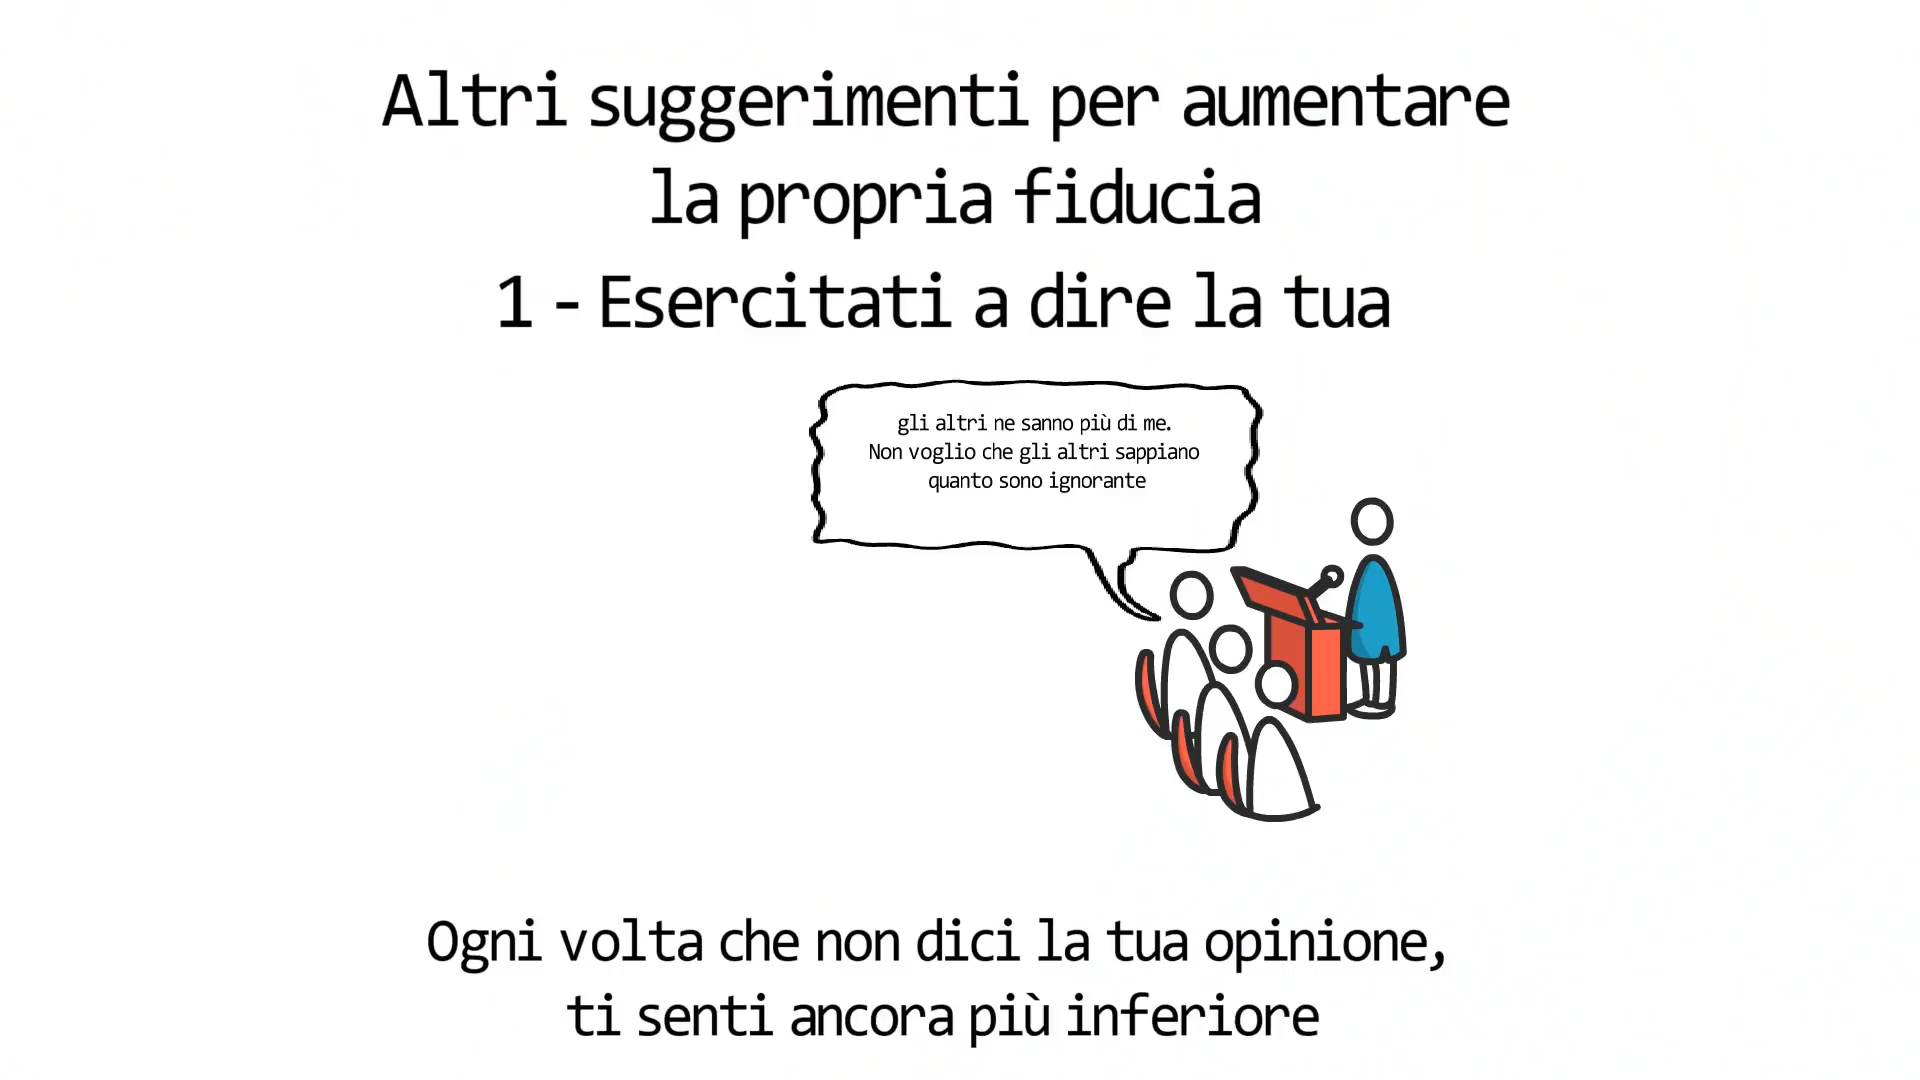 Altri suggerimenti per aumentare
la propria fiducia
1 - Esercitati a dire la tua
gli altri ne sanno più di me.
Non voglio che gli altri sappiano
quanto sono ignorante
Ogni volta che non dici la tua opinione,
ti senti ancora più inferiore